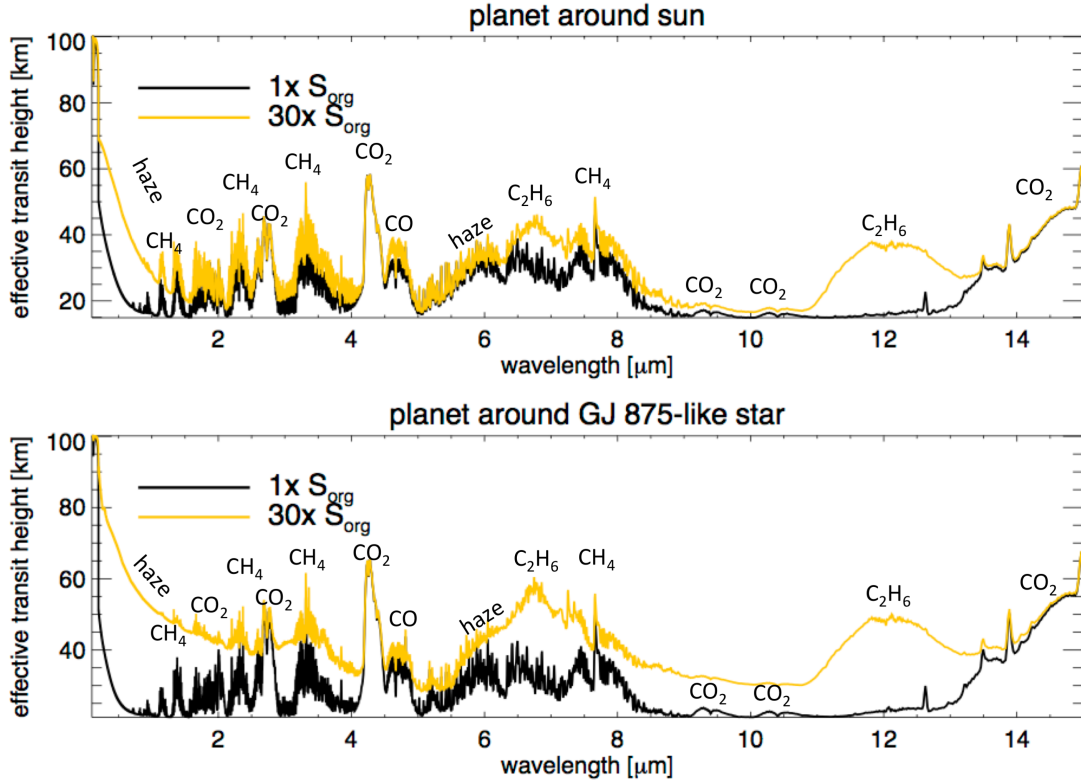 planet around sun
effective transit height [km]
100
80
60
40
20
1x S_org
30x S_org
haze
CH4
CO2
CH4
CO2
CH4
CO2
CO
haze
C2H6
CH4
CO2
CO2
C2H6
CO2
2 4 6 8 10 12 14
wavelength [μm]
planet around GJ 875-like star
effective transit height [km]
100
80
60
40
1x S_org
30x S_org
haze
CH4
CO2
CH4
CO2
CH4
CO2
CO
haze
C2H6
CH4
CO2
CO2
C2H6
CO2
2 4 6 8 10 12 14
wavelength [μm]